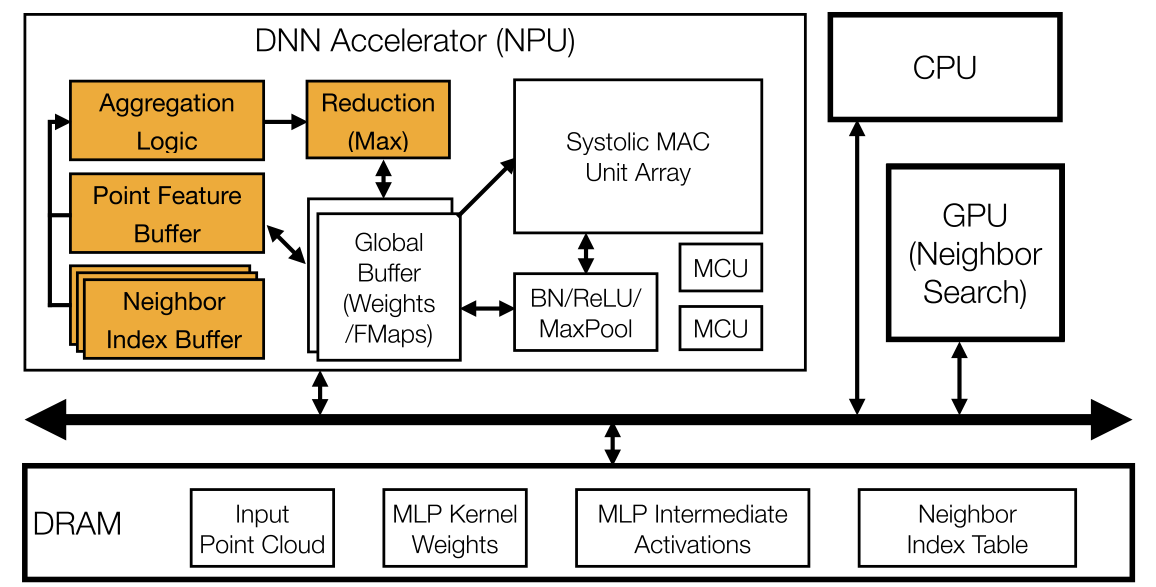 DNN Accelerator (NPU)
Aggregation
Logic
Reduction
(Max)
Systolic MAC
Unit Array
Point Feature
Buffer
Global
Buffer
(Weights
/FMaps)
Neighbor
Index Buffer
BN/ReLU/
MaxPool
MCU
MCU
CPU
GPU
(Neighbor
Search)
DRAM
Input
Point Cloud
MLP Kernel
Weights
MLP Intermediate
Activations
Neighbor
Index Table